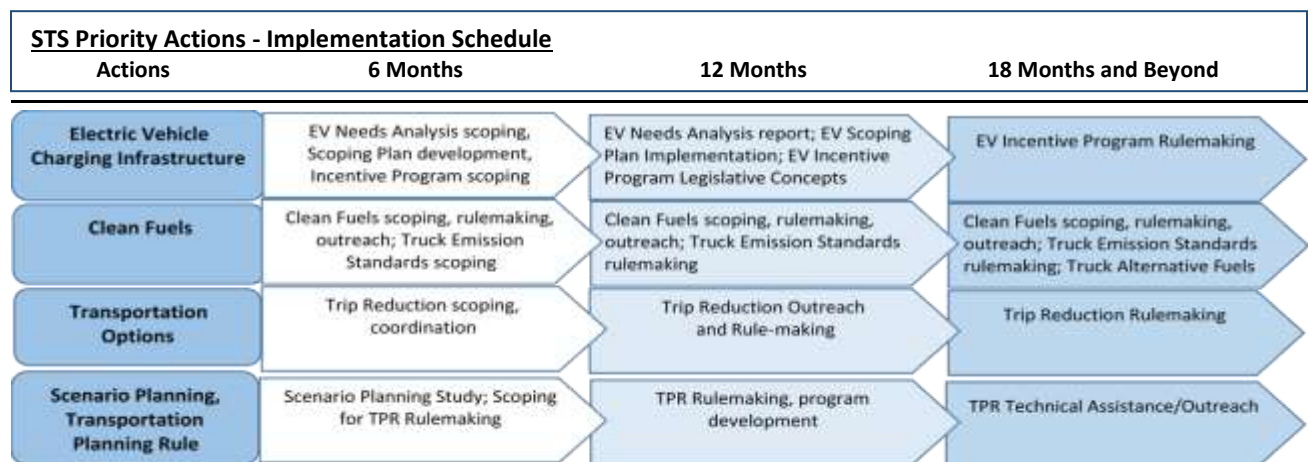 STS Priority Actions - Implementation Schedule
Actions 6 Months 12 Months 18 Months and Beyond
Electric Vehicle
Charging Infrastructure
EV Needs Analysis scoping,
Scoping Plan development,
Incentive Program scoping
EV Needs Analysis report; EV Scoping
Plan Implementation; EV Incentive
Program Legislative Concepts
EV Incentive Program Rulemaking
Clean Fuels
Clean Fuels scoping, rulemaking,
outreach; Truck Emission
Standards scoping
Clean Fuels scoping, rulemaking,
outreach; Truck Emission Standards
rulemaking
Clean Fuels scoping, rulemaking,
outreach; Truck Emission Standards
rulemaking; Truck Alternative Fuels
Transportation
Options
Trip Reduction scoping,
coordination
Trip Reduction Outreach
and Rule-making
Trip Reduction Rulemaking
Scenario Planning,
Transportation
Planning Rule
Scenario Planning Study; Scoping
for TPR Rulemaking
TPR Rulemaking, program
development
TPR Technical Assistance/Outreach